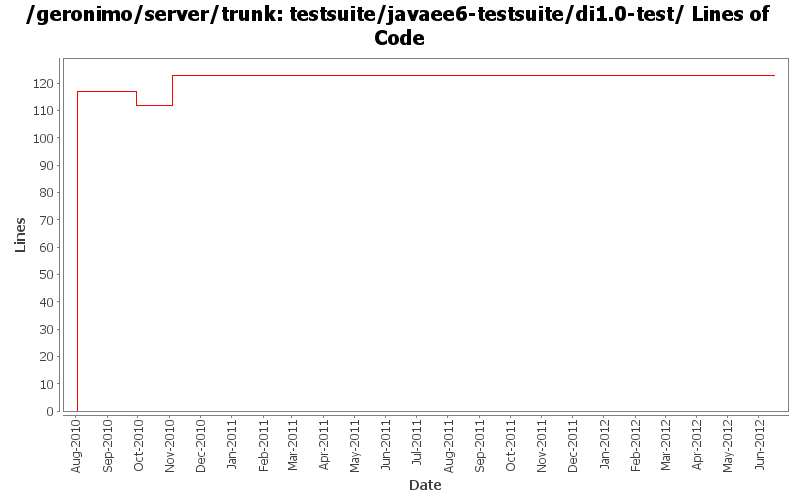 /geronimo/server/trunk: testsuite/javaee6-testsuite/di1.0-test/ Lines of
Code
120
110
100
90
80
70
60
50
40
30
20
10
0
Lines
Aug-2010
Sep-2010
Oct-2010
Nov-2010
Dec-2010
Jan-2011
Feb-2011
Mar-2011
Apr-2011
May-2011
Jun-2011
Jul-2011
Aug-2011
Sep-2011
Oct-2011
Nov-2011
Dec-2011
Jan-2012
Feb-2012
Mar-2012
Apr-2012
May-2012
Jun-2012
Date